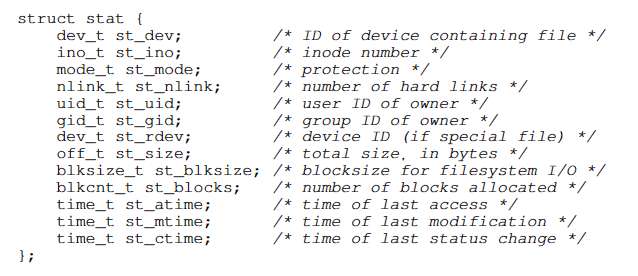 struct stat {
dev_t st_dev; /* ID of device containing file */
ino_t st_ino; /* inode number */
mode_t st_mode; /* protection */
nlink_t st_nlink; /* number of hard links */
uid_t st_uid; /* user ID of owner */
gid_t st_gid; /* group ID of owner */
dev_t st_rdev; /* device ID (if special file) */
off_t st_size; /* total size, in bytes */
blksize_t st_blksize; /* blocksize for filesystem I/O */
blkcnt_t st_blocks; /* number of blocks allocated */
time_t st_atime; /* time of last access */
time_t st_mtime; /* time of last modification */
time_t st_ctime; /* time of last status change */
};